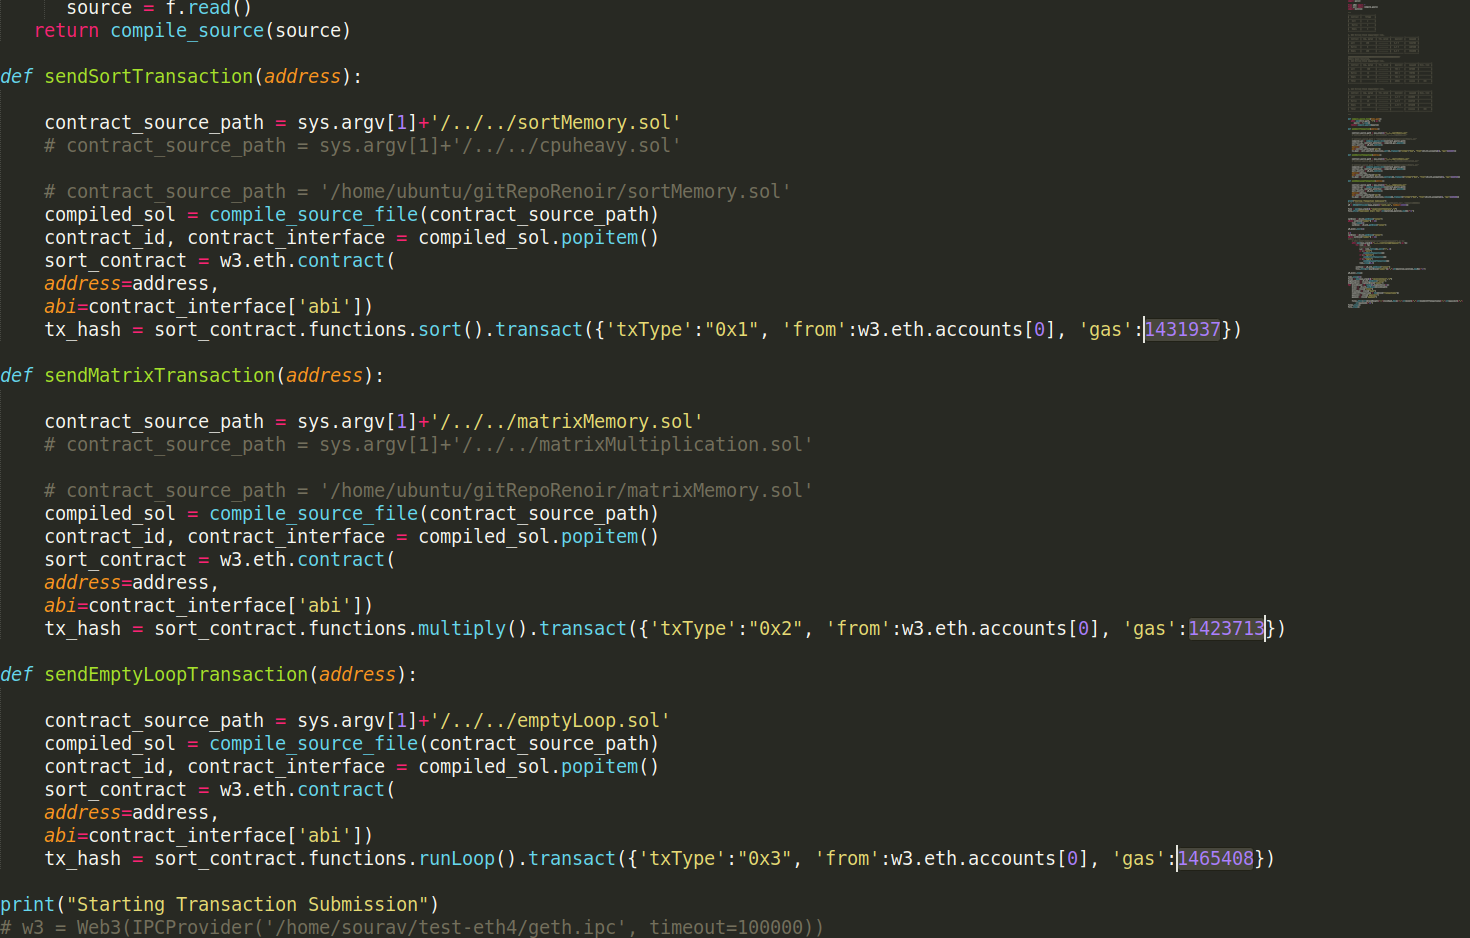 source = f.read()
return compile_source(source)
def sendSortTransaction(address):
contract_source_path = sys.argv[1]+'/../../sortMemory.sol'
# contract_source_path = sys.argv[1]+'/../../cpuheavy.sol'
# contract_source_path = '/home/ubuntu/gitRepoRenoir/sortMemory.sol'
compiled_sol = compile_source_file(contract_source_path)
contract_id, contract_interface = compiled_sol.popitem()
sort_contract = w3.eth.contract(
address=address,
abi=contract_interface['abi'])
tx_hash = sort_contract.functions.sort().transact({'txType':"0x1", 'from':w3.eth.accounts[0], 'gas':1431937})
def sendMatrixTransaction(address):
contract_source_path = sys.argv[1]+'/../../matrixMemory.sol'
# contract_source_path = sys.argv[1]+'/../../matrixMultiplication.sol'
# contract_source_path = '/home/ubuntu/gitRepoRenoir/matrixMemory.sol'
compiled_sol = compile_source_file(contract_source_path)
contract_id, contract_interface = compiled_sol.popitem()
sort_contract = w3.eth.contract(
address=address,
abi=contract_interface['abi'])
tx_hash = sort_contract.functions.multiply().transact({'txType':"0x2", 'from':w3.eth.accounts[0], 'gas':1423713})
def sendEmptyLoopTransaction(address):
contract_source_path = sys.argv[1]+'/../../emptyLoop.sol'
compiled_sol = compile_source_file(contract_source_path)
contract_id, contract_interface = compiled_sol.popitem()
sort_contract = w3.eth.contract(
address=address,
abi=contract_interface['abi'])
tx_hash = sort_contract.functions.runLoop().transact({'txType':"0x3", 'from':w3.eth.accounts[0], 'gas':1465408})
print("Starting Transaction Submission")
# w3 = Web3(IPCProvider('/home/sourav/test-eth4/geth.ipc', timeout=100000))